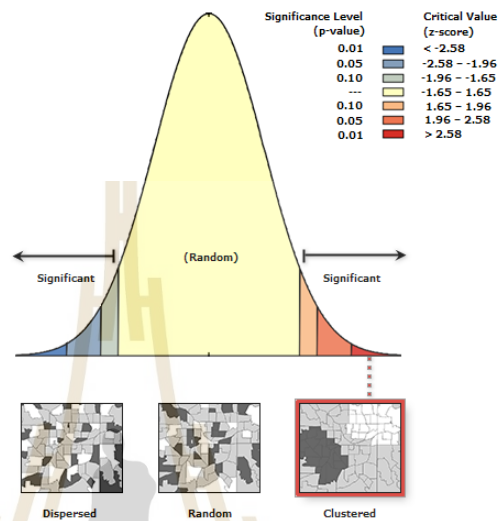 Significance Level Critical Value
(p-value) (z-score)
0.01 < -2.58
0.05 -2.58 – -1.96
0.10 -1.96 – -1.65
--- -1.65 – 1.65
0.10 1.65 – 1.96
0.05 1.96 – 2.58
0.01 > 2.58
(Random)
Significant Significant
Dispersed Random Clustered